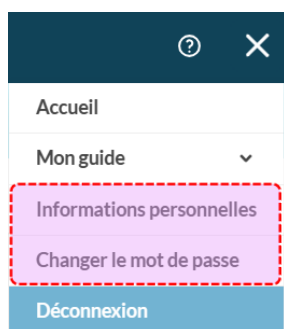 Accueil
Mon guide
Informations personnelles
Changer le mot de passe
Déconnexion